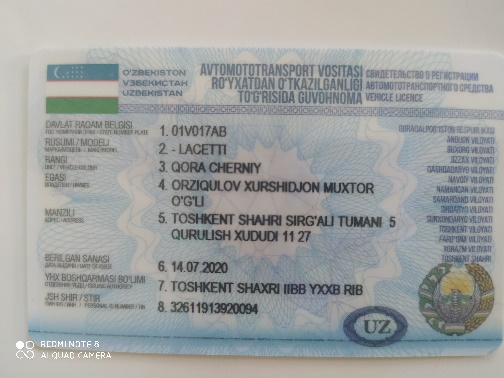 O'ZBEKISTON
ЎЗБЕКИСТАН
UZBEKISTAN
AVTOMOTOTRANSPORT VOSITASI
RO'YXATDAN O'TKAZILGANLIGI
TO'G'RISIDA GUVOHNOMA
СВИДЕТЕЛЬСТВО О РЕГИСТРАЦИИ
АВТОМОТОТРАНСПОРТНОГО СРЕДСТВА
VEHICLE LICENCE
DAVLAT RAQAM BELGISI
1. 01V017AB
RUSUMI / MODELI
2. - LACETTI
RANGI
3. QORA CHERNIY
EGASI
4. ORZIQULOV XURSHIDJON MUXTOR
O'G'LI
MANZILI
5. TOSHKENT SHAHRI SIRG'ALI TUMANI 5
QURULISH XUDUDI 11 27
BERILGAN SANASI
6. 14.07.2020
YHX BOSHQARMASI BO'LIMI
7. TOSHKENT SHAXRI IIBB YXXB RIB
JSH SHIR / STIR
8. 32611913920094
QORAQALPOG'ISTON RESPUBLIKASI
ANDIJON VILOYATI
BUXORO VILOYATI
JIZZAX VILOYATI
QASHQADARYO VILOYATI
NAVOIY VILOYATI
NAMANGAN VILOYATI
SAMARQAND VILOYATI
SIRDARYO VILOYATI
SURXONDARYO VILOYATI
TOSHKENT VILOYATI
FARG'ONA VILOYATI
XORAZM VILOYATI
TOSHKENT SHAHRI
UZ
REDMI NOTE 8
AI QUAD CAMERA